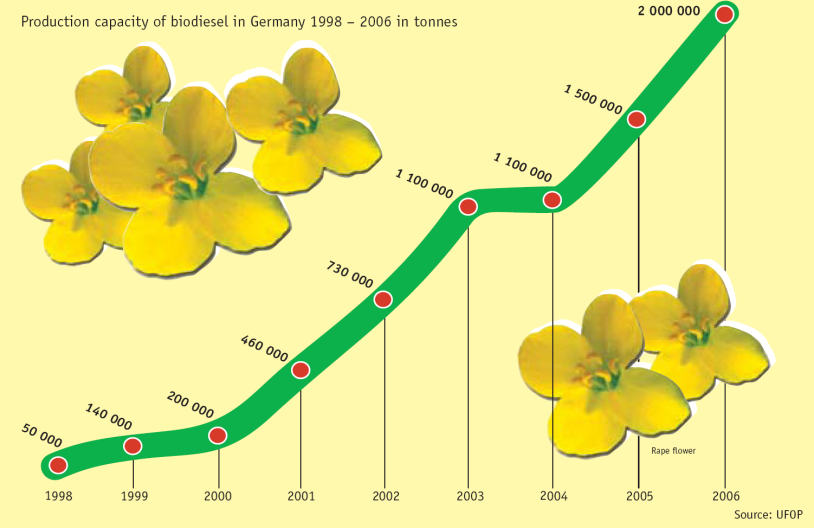 Production capacity of biodiesel in Germany 1998 – 2006 in tonnes
2 000 000
1 500 000
1 100 000
1 100 000
730 000
460 000
200 000
140 000
50 000
Rape flower
1998 1999 2000 2001 2002 2003 2004 2005 2006
Source: UFOP